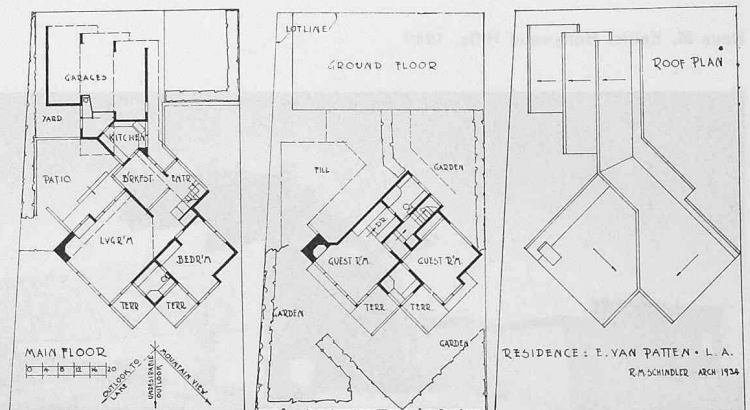 GARAGES
YARD
KITCHEN
PATIO
B'RKFST.
ENTR
LVGR'M
BEDR'M
TERR
TERR
MAIN FLOOR
0 4 8 12 16 20
OUTLOOK TO LAKE
UNDESIRABLE OUTLOOK
MOUNTAIN VIEW
LOTLINE
GROUND FLOOR
FILL
GARDEN
DR
GUEST R'M.
GUEST R'M.
TERR
TERR.
GARDEN
GARDEN
ROOF PLAN
RESIDENCE: E. VAN PATTEN • L.A.
R.M. SCHINDLER ARCH 1934